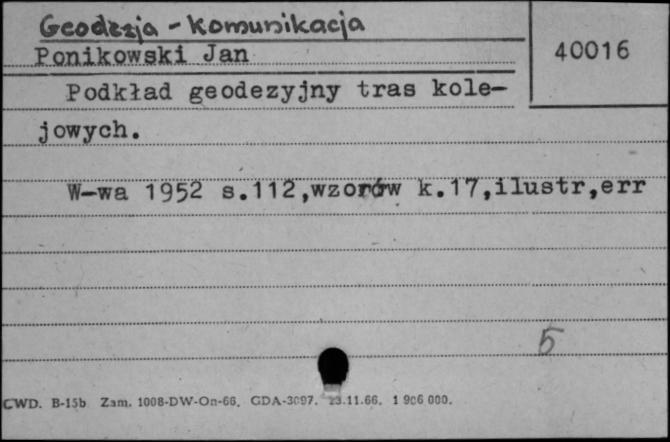 Geodezja - Komunikacja
40016
Ponikowski Jan
Podkład geodezyjny tras kole-
jowych.
W-wa 1952 s.112,wzorów k.17,ilustr,err
5
CWD. B-15b Zam. 1008-DW-On-66. GDA-3097. 23.11.66. 1 906 000.